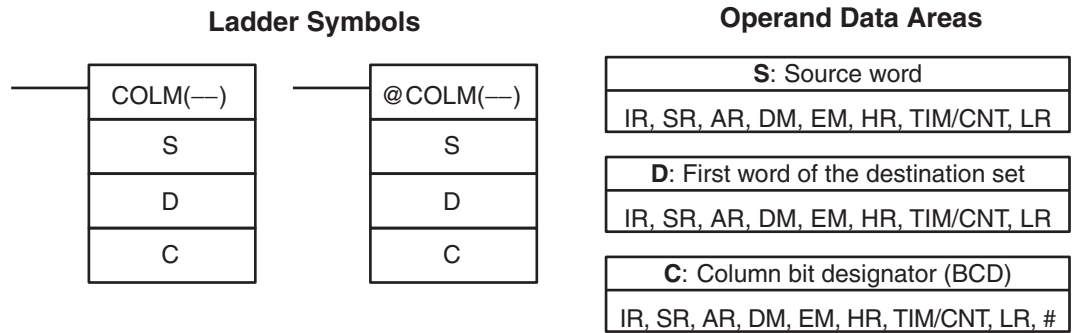 Ladder Symbols
COLM(––)
S
D
C
@COLM(––)
S
D
C
Operand Data Areas
S: Source word
IR, SR, AR, DM, EM, HR, TIM/CNT, LR
D: First word of the destination set
IR, SR, AR, DM, EM, HR, TIM/CNT, LR
C: Column bit designator (BCD)
IR, SR, AR, DM, EM, HR, TIM/CNT, LR, #